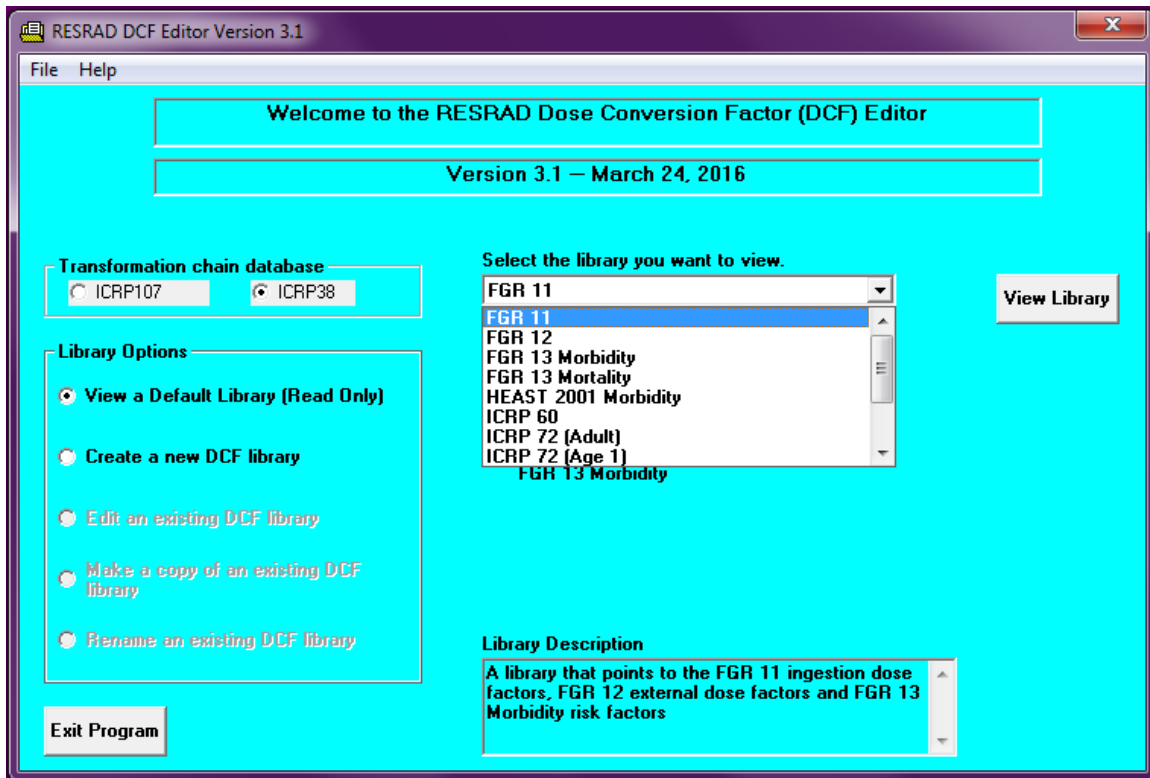 RESRAD DCF Editor Version 3.1
File Help
Welcome to the RESRAD Dose Conversion Factor (DCF) Editor
Version 3.1 – March 24, 2016
Transformation chain database
ICRP107 ICRP38
Select the library you want to view.
FGR 11
View Library
FGR 11
FGR 12
FGR 13 Morbidity
FGR 13 Mortality
HEAST 2001 Morbidity
ICRP 60
ICRP 72 (Adult)
ICRP 72 (Age 1)
FGR 13 Morbidity
Library Options
View a Default Library (Read Only)
Create a new DCF library
Edit an existing DCF library
Make a copy of an existing DCF
library
Rename an existing DCF library
Library Description
A library that points to the FGR 11 ingestion dose
factors, FGR 12 external dose factors and FGR 13
Morbidity risk factors
Exit Program